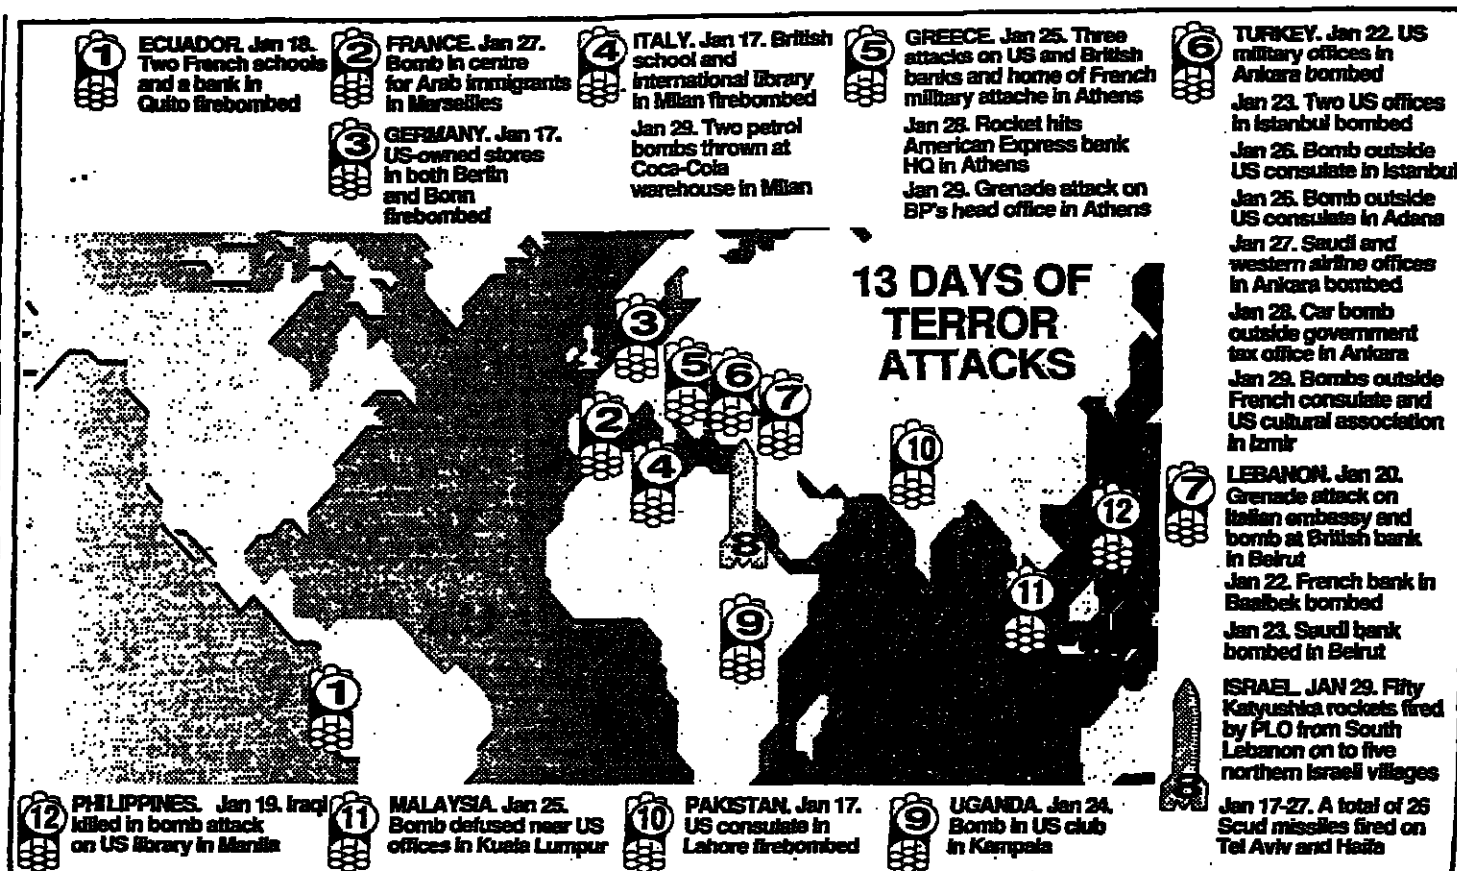 1
ECUADOR. Jan 18.
Two French schools
and a bank in
Quito firebombed
2
FRANCE. Jan 27.
Bomb in centre
for Arab immigrants
in Marseilles
3
GERMANY. Jan 17.
US-owned stores
in both Berlin
and Bonn
firebombed
4
ITALY. Jan 17. British
school and
international library
in Milan firebombed
Jan 29. Two petrol
bombs thrown at
Coca-Cola
warehouse in Milan
5
GREECE. Jan 25. Three
attacks on US and British
banks and home of French
military attache in Athens
Jan 28. Rocket hits
American Express bank
HQ in Athens
Jan 29. Grenade attack on
BP's head office in Athens
6
TURKEY. Jan 22. US
military offices in
Ankara bombed
Jan 23. Two US offices
in Istanbul bombed
Jan 26. Bomb outside
US consulate in Istanbul
Jan 26. Bomb outside
US consulate in Adana
Jan 27. Saudi and
western airline offices
in Ankara bombed
Jan 28. Car bomb
outside government
tax office in Ankara
Jan 29. Bombs outside
French consulate and
US cultural association
in Izmir
7
LEBANON. Jan 20.
Grenade attack on
Italian embassy and
bomb at British bank
in Beirut
Jan 22. French bank in
Baalbek bombed
Jan 23. Saudi bank
bombed in Beirut
8
ISRAEL. JAN 29. Fifty
Katyushka rockets fired
by PLO from South
Lebanon on to five
northern Israeli villages
Jan 17-27. A total of 26
Scud missiles fired on
Tel Aviv and Haifa
13 DAYS OF
TERROR
ATTACKS
3
5
6
7
2
4
10
12
8
11
9
1
12
PHILIPPINES. Jan 19. Iraqi
killed in bomb attack
on US library in Manila
11
MALAYSIA. Jan 25.
Bomb defused near US
offices in Kuala Lumpur
10
PAKISTAN. Jan 17.
US consulate in
Lahore firebombed
9
UGANDA. Jan 24.
Bomb in US club
in Kampala